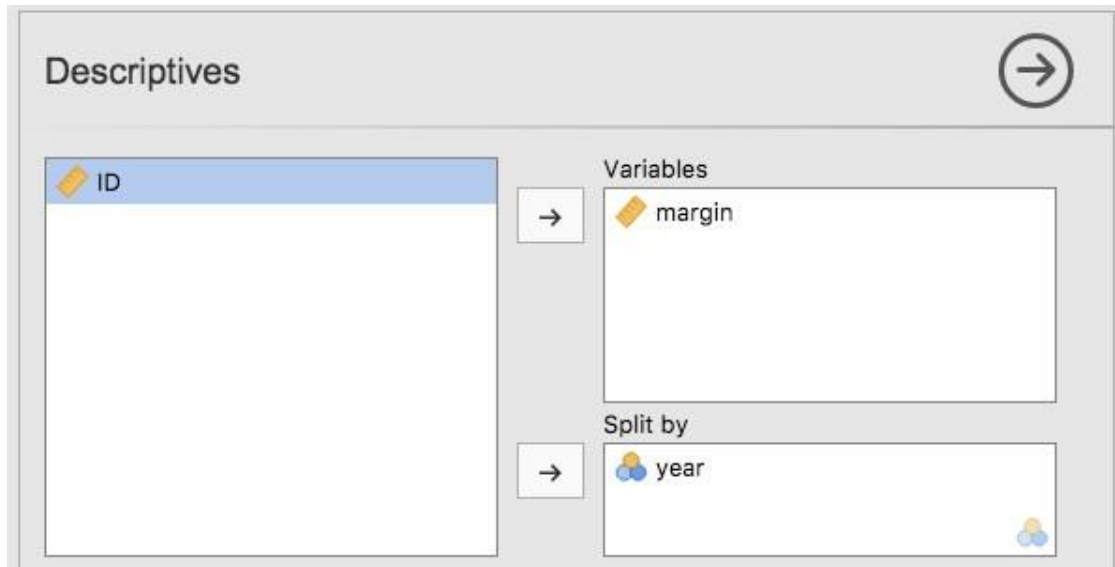 Descriptives
ID
Variables
margin
Split by
year